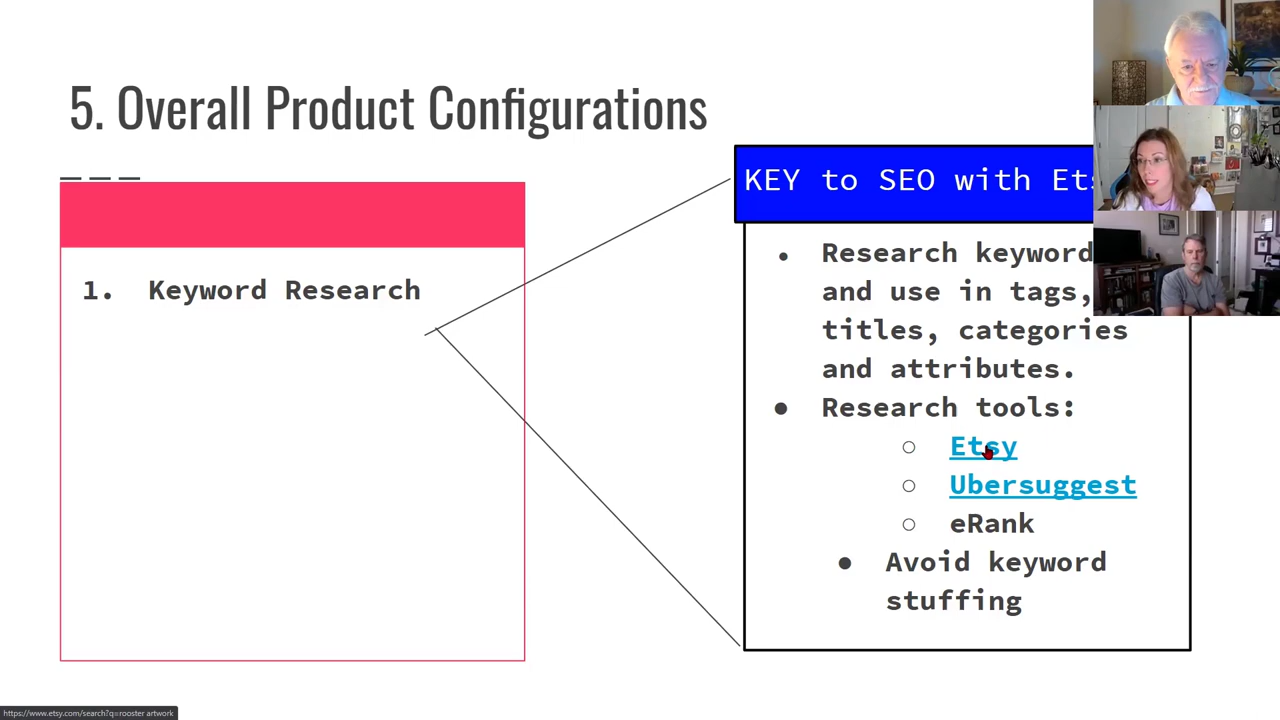 5. Overall Product Configurations
1. Keyword Research
KEY to SEO with
Research keyword
and use in tags,
titles, categories
and attributes.
Research tools:
Etsy
Ubersuggest
eRank
Avoid keyword
stuffing
https://www.etsy.com/search?q=rooster artwork